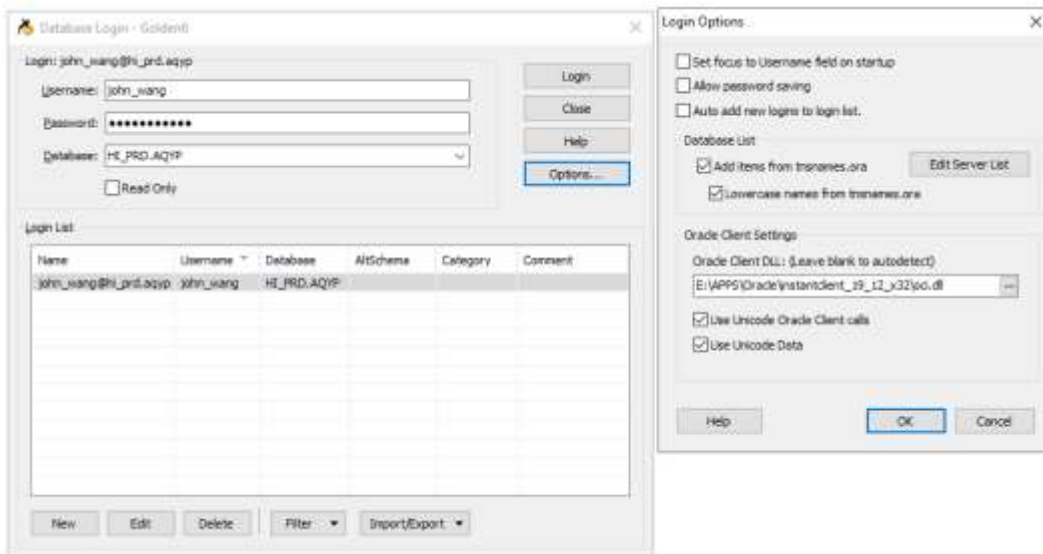 Database Login - Golden6
Login: john_wang@hi_prd.aqyp
Username: john_wang
Password: ●●●●●●●●●●●
Database: HI_PRD.AQYP
Read Only
Login
Close
Help
Options...
Login List
Name Username Database AltSchema Category Comment
john_wang@hi_prd.aqyp john_wang HI_PRD.AQYP
New Edit Delete Filter Import/Export
Login Options
Set focus to Username field on startup
Allow password saving
Auto add new logins to login list.
Database List
Add items from tnsnames.ora Edit Server List
Lowercase names from tnsnames.ora
Oracle Client Settings
Oracle Client DLL: (Leave blank to autodetect)
E:\APPS\Oracle\instantclient_19_12_x32\oci.dll ...
Use Unicode Oracle Client calls
Use Unicode Data
Help OK Cancel